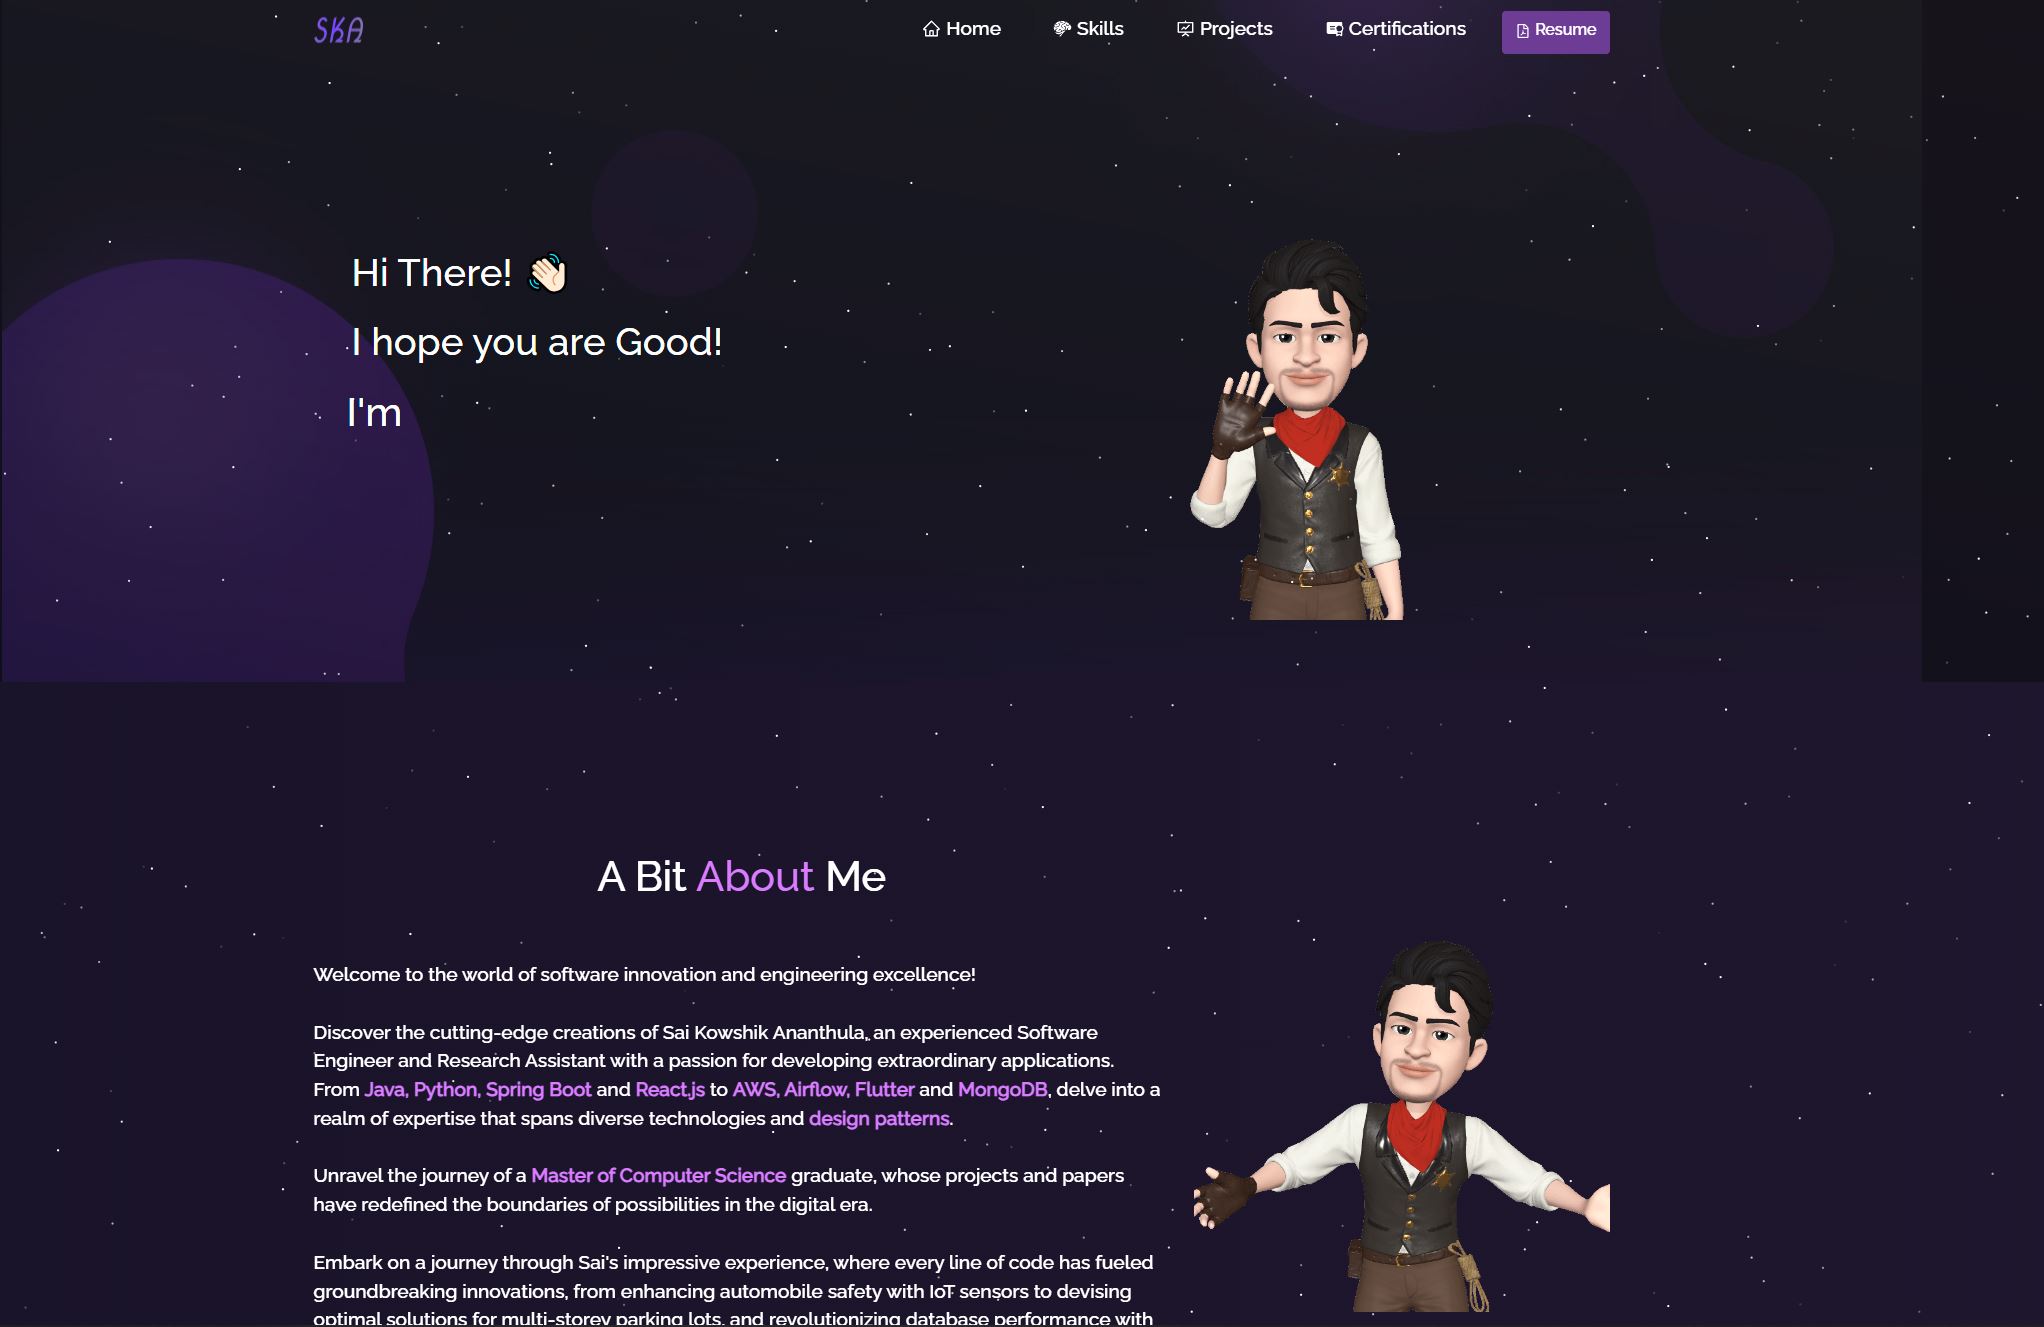 SKA
Home
Skills
Projects
Certifications
Resume
Hi There! 👋🏻
I hope you are Good!
I'm
A Bit About Me
Welcome to the world of software innovation and engineering excellence!
Discover the cutting-edge creations of Sai Kowshik Ananthula, an experienced Software
Engineer and Research Assistant with a passion for developing extraordinary applications.
From Java, Python, Spring Boot and React.js to AWS, Airflow, Flutter and MongoDB, delve into a
realm of expertise that spans diverse technologies and design patterns.
Unravel the journey of a Master of Computer Science graduate, whose projects and papers
have redefined the boundaries of possibilities in the digital era.
Embark on a journey through Sai's impressive experience, where every line of code has fueled
groundbreaking innovations, from enhancing automobile safety with IoT sensors to devising
optimal solutions for multi-storey parking lots, and revolutionizing database performance with